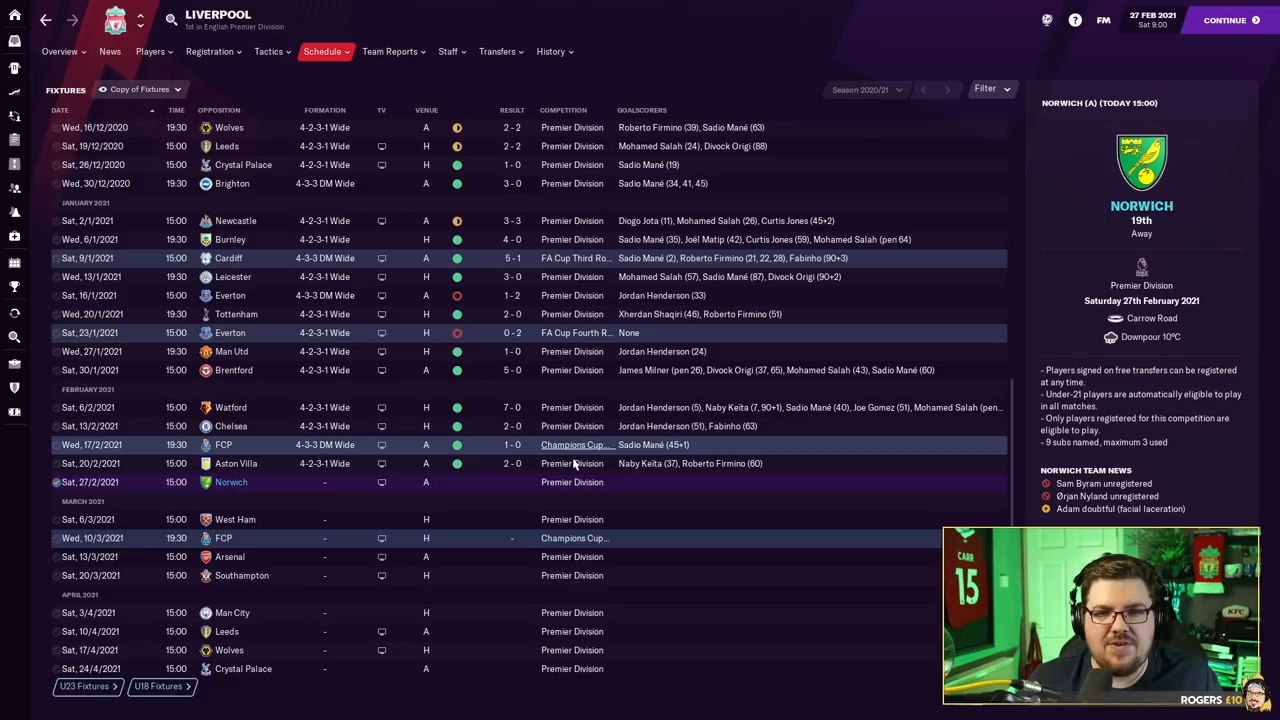 LIVERPOOL
1st in English Premier Division
FM
27 FEB 2021
Sat 9:00
CONTINUE
Overview News Players Registration Tactics Schedule Team Reports Staff Transfers History
FIXTURES Copy of Fixtures Season 2020/21 Filter
DATE TIME OPPOSITION FORMATION TV VENUE RESULT COMPETITION GOALSCORERS
Wed, 16/12/2020 19:30 Wolves 4-2-3-1 Wide A 2 - 2 Premier Division Roberto Firmino (39), Sadio Mané (63)
Sat, 19/12/2020 15:00 Leeds 4-2-3-1 Wide H 2 - 2 Premier Division Mohamed Salah (24), Divock Origi (88)
Sat, 26/12/2020 15:00 Crystal Palace 4-2-3-1 Wide H 1 - 0 Premier Division Sadio Mané (19)
Wed, 30/12/2020 19:30 Brighton 4-3-3 DM Wide A 3 - 0 Premier Division Sadio Mané (34, 41, 45)
JANUARY 2021
Sat, 2/1/2021 15:00 Newcastle 4-2-3-1 Wide A 3 - 3 Premier Division Diogo Jota (11), Mohamed Salah (26), Curtis Jones (45+2)
Wed, 6/1/2021 19:30 Burnley 4-2-3-1 Wide H 4 - 0 Premier Division Sadio Mané (35), Joël Matip (42), Curtis Jones (59), Mohamed Salah (pen 64)
Sat, 9/1/2021 15:00 Cardiff 4-3-3 DM Wide A 5 - 1 FA Cup Third Ro... Sadio Mané (2), Roberto Firmino (21, 22, 28), Fabinho (90+3)
Wed, 13/1/2021 19:30 Leicester 4-2-3-1 Wide H 3 - 0 Premier Division Mohamed Salah (57), Sadio Mané (87), Divock Origi (90+2)
Sat, 16/1/2021 15:00 Everton 4-3-3 DM Wide A 1 - 2 Premier Division Jordan Henderson (33)
Wed, 20/1/2021 19:30 Tottenham 4-2-3-1 Wide H 2 - 0 Premier Division Xherdan Shaqiri (46), Roberto Firmino (51)
Sat, 23/1/2021 15:00 Everton 4-2-3-1 Wide H 0 - 2 FA Cup Fourth R... None
Wed, 27/1/2021 19:30 Man Utd 4-2-3-1 Wide H 1 - 0 Premier Division Jordan Henderson (24)
Sat, 30/1/2021 15:00 Brentford 4-2-3-1 Wide A 5 - 0 Premier Division James Milner (pen 26), Divock Origi (37, 65), Mohamed Salah (43), Sadio Mané (60)
FEBRUARY 2021
Sat, 6/2/2021 15:00 Watford 4-2-3-1 Wide H 7 - 0 Premier Division Jordan Henderson (5), Naby Keïta (7, 90+1), Sadio Mané (40), Joe Gomez (51), Mohamed Salah (pen...
Sat, 13/2/2021 15:00 Chelsea 4-2-3-1 Wide H 2 - 0 Premier Division Jordan Henderson (51), Fabinho (63)
Wed, 17/2/2021 19:30 FCP 4-3-3 DM Wide A 1 - 0 Champions Cup... Sadio Mané (45+1)
Sat, 20/2/2021 15:00 Aston Villa 4-2-3-1 Wide A 2 - 0 Premier Division Naby Keïta (37), Roberto Firmino (62)
Sat, 27/2/2021 15:00 Norwich - A Premier Division
MARCH 2021
Sat, 6/3/2021 15:00 West Ham - H Premier Division
Wed, 10/3/2021 19:30 FCP - H - Champions Cup...
Sat, 13/3/2021 15:00 Arsenal - A Premier Division
Sat, 20/3/2021 15:00 Southampton - H Premier Division
APRIL 2021
Sat, 3/4/2021 15:00 Man City - H Premier Division
Sat, 10/4/2021 15:00 Leeds - A Premier Division
Sat, 17/4/2021 15:00 Wolves - H Premier Division
Sat, 24/4/2021 15:00 Crystal Palace - A Premier Division
U23 Fixtures U18 Fixtures
NORWICH (A) (TODAY 15:00)
NORWICH
19th
Away
Premier Division
Saturday 27th February 2021
Carrow Road
Downpour 10ºC
- Players signed on free transfers can be registered
at any time.
- Under-21 players are automatically eligible to play
in all matches.
- Only players registered for this competition are
eligible to play.
- 9 subs named, maximum 3 used
NORWICH TEAM NEWS
Sam Byram unregistered
Ørjan Nyland unregistered
Adam doubtful (facial laceration)
CARR
15
KFC
ROGERS £10